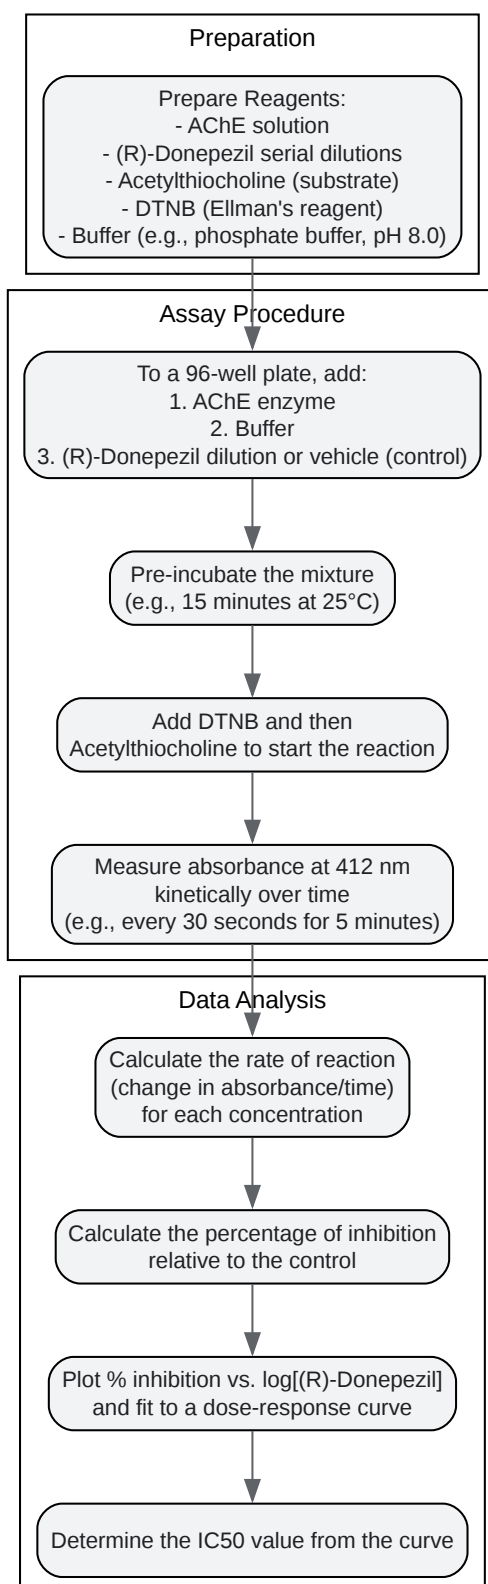 Preparation
Prepare Reagents:
- AChE solution
- (R)-Donepezil serial dilutions
- Acetylthiocholine (substrate)
- DTNB (Ellman's reagent)
- Buffer (e.g., phosphate buffer, pH 8.0)
Assay Procedure
To a 96-well plate, add:
1. AChE enzyme
2. Buffer
3. (R)-Donepezil dilution or vehicle (control)
Pre-incubate the mixture
(e.g., 15 minutes at 25°C)
Add DTNB and then
Acetylthiocholine to start the reaction
Measure absorbance at 412 nm
kinetically over time
(e.g., every 30 seconds for 5 minutes)
Data Analysis
Calculate the rate of reaction
(change in absorbance/time)
for each concentration
Calculate the percentage of inhibition
relative to the control
Plot % inhibition vs. log[(R)-Donepezil]
and fit to a dose-response curve
Determine the IC50 value from the curve